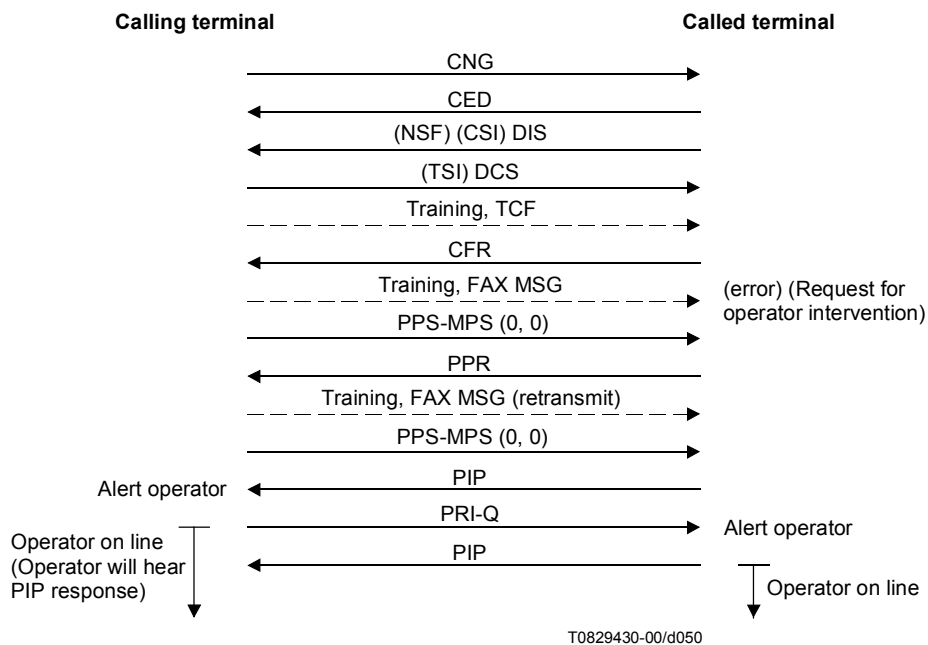 Calling terminal
Called terminal
CNG
CED
(NSF) (CSI) DIS
(TSI) DCS
Training, TCF
CFR
Training, FAX MSG
(error) (Request for
operator intervention)
PPS-MPS (0, 0)
PPR
Training, FAX MSG (retransmit)
PPS-MPS (0, 0)
PIP
Alert operator
PRI-Q
Alert operator
Operator on line
(Operator will hear
PIP response)
PIP
Operator on line
T0829430-00/d050